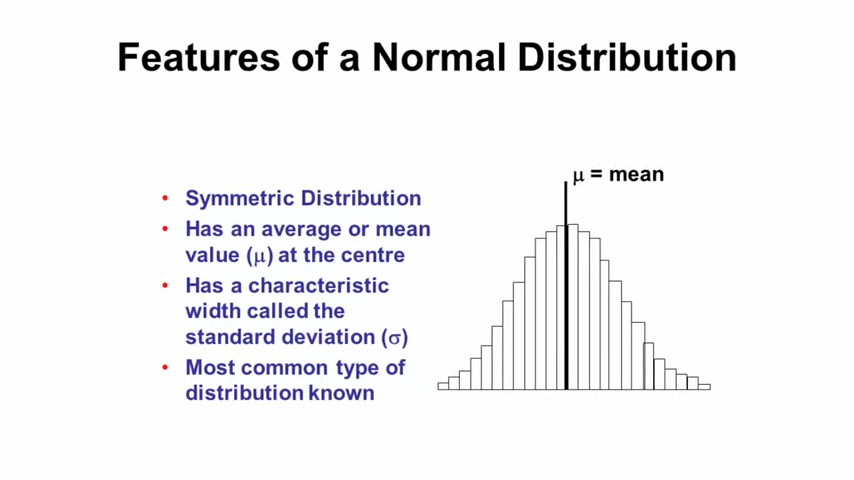 Features of a Normal Distribution
μ = mean
• Symmetric Distribution
• Has an average or mean
value (μ) at the centre
• Has a characteristic
width called the
standard deviation (σ)
• Most common type of
distribution known